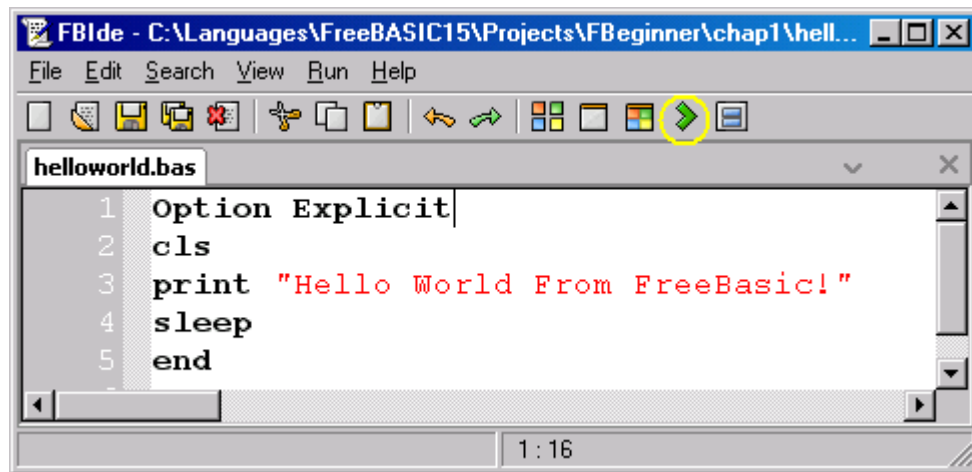 FBIde - C:\Languages\FreeBASIC15\Projects\FBeginner\chap1\hell...
File Edit Search View Run Help
helloworld.bas
1 Option Explicit
2 cls
3 print "Hello World From FreeBasic!"
4 sleep
5 end
1 : 16